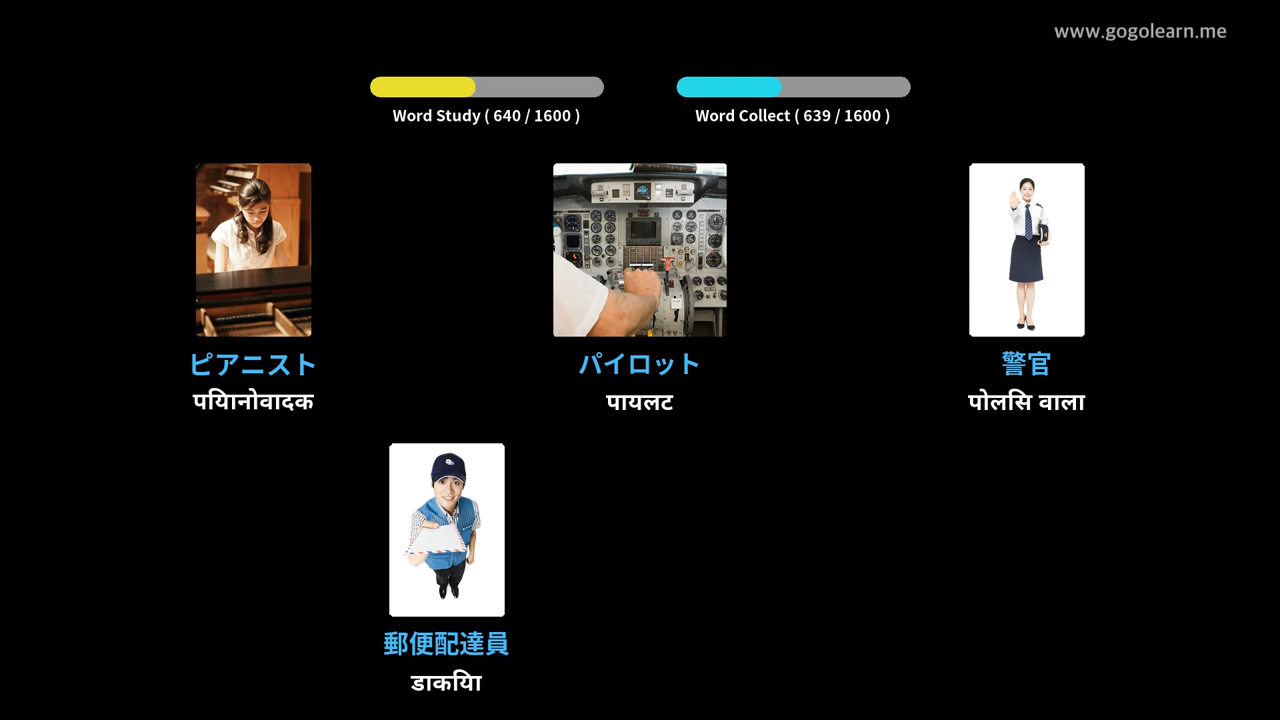 www.gogolearn.me
Word Study ( 640 / 1600 )
Word Collect ( 639 / 1600 )
ピアニスト
पियानोवादक
パイロット
पायलट
警官
पोलिस वाला
郵便配達員
डाकिया